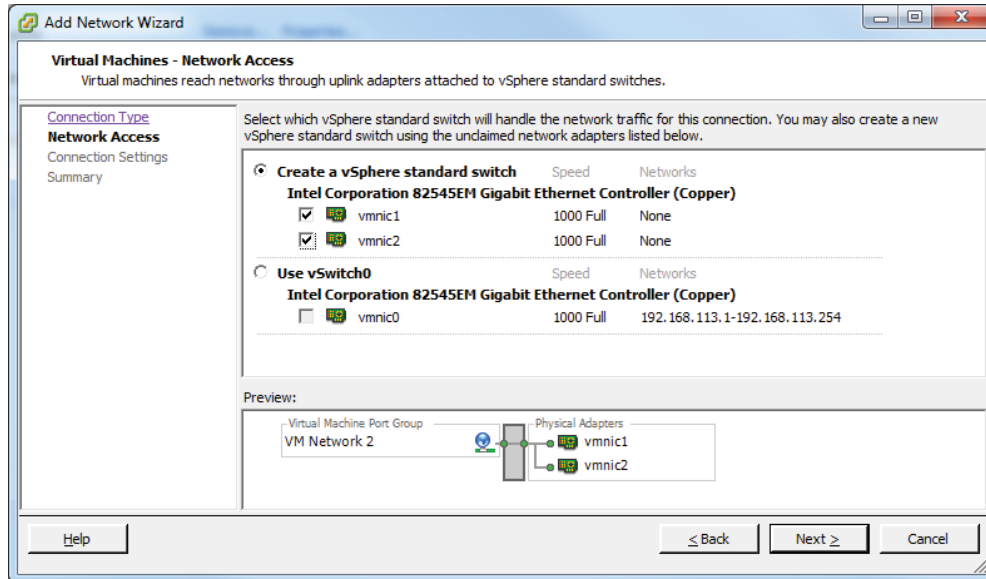 Add Network Wizard
Virtual Machines - Network Access
Virtual machines reach networks through uplink adapters attached to vSphere standard switches.
Connection Type
Network Access
Connection Settings
Summary
Select which vSphere standard switch will handle the network traffic for this connection. You may also create a new
vSphere standard switch using the unclaimed network adapters listed below.
Create a vSphere standard switch Speed Networks
Intel Corporation 82545EM Gigabit Ethernet Controller (Copper)
vmnic1 1000 Full None
vmnic2 1000 Full None
Use vSwitch0 Speed Networks
Intel Corporation 82545EM Gigabit Ethernet Controller (Copper)
vmnic0 1000 Full 192.168.113.1-192.168.113.254
Preview:
Virtual Machine Port Group Physical Adapters
VM Network 2 vmnic1
vmnic2
Help < Back Next > Cancel